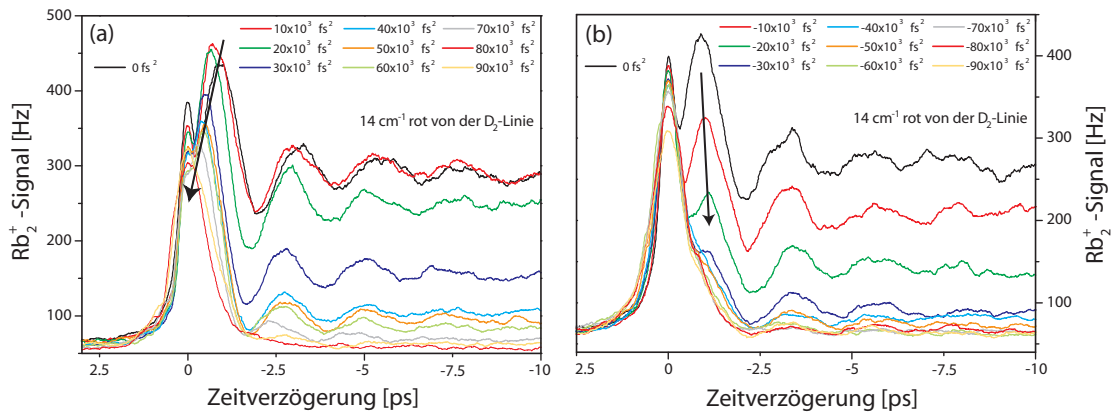 (a)
10x10³ fs²
40x10³ fs²
70x10³ fs²
20x10³ fs²
50x10³ fs²
80x10³ fs²
0 fs²
30x10³ fs²
60x10³ fs²
90x10³ fs²
14 cm⁻¹ rot von der D₂-Linie
Rb₂⁺ -Signal [Hz]
500
400
300
200
100
2.5
0
-2.5
-5
-7.5
-10
Zeitverzögerung [ps]
(b)
-10x10³ fs²
-40x10³ fs²
-70x10³ fs²
-20x10³ fs²
-50x10³ fs²
-80x10³ fs²
0 fs²
-30x10³ fs²
-60x10³ fs²
-90x10³ fs²
14 cm⁻¹ rot von der D₂-Linie
Rb₂⁺ -Signal [Hz]
400
300
200
100
2.5
0
-2.5
-5
-7.5
-10
Zeitverzögerung [ps]